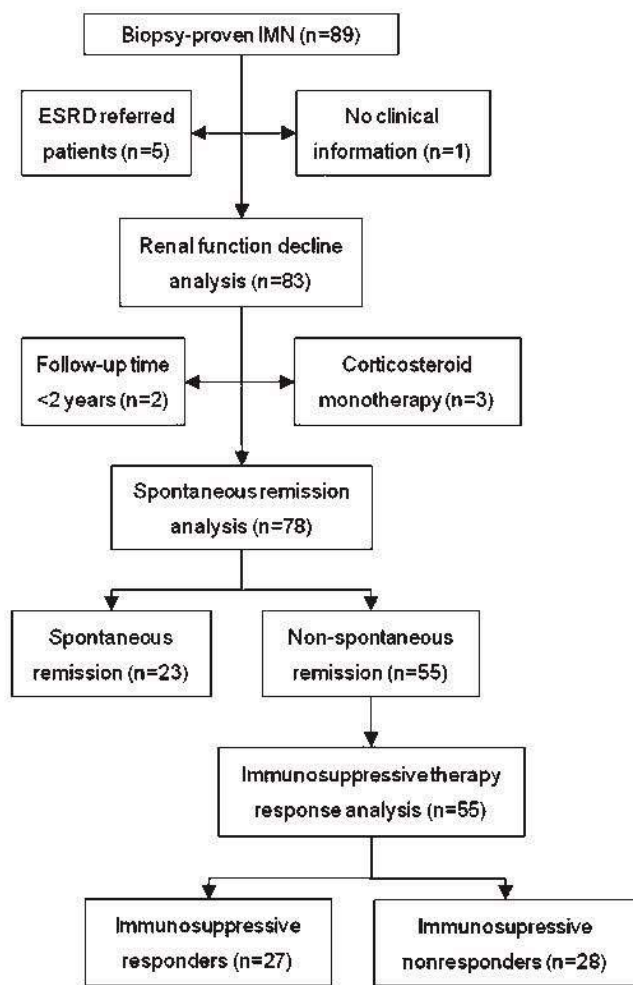 Biopsy-proven IMN (n=89)
ESRD referred
patients (n=5)
No clinical
information (n=1)
Renal function decline
analysis (n=83)
Follow-up time
<2 years (n=2)
Corticosteroid
monotherapy (n=3)
Spontaneous remission
analysis (n=78)
Spontaneous
remission (n=23)
Non-spontaneous
remission (n=55)
Immunosuppressive therapy
response analysis (n=55)
Immunosuppressive
responders (n=27)
Immunosupressive
nonresponders (n=28)